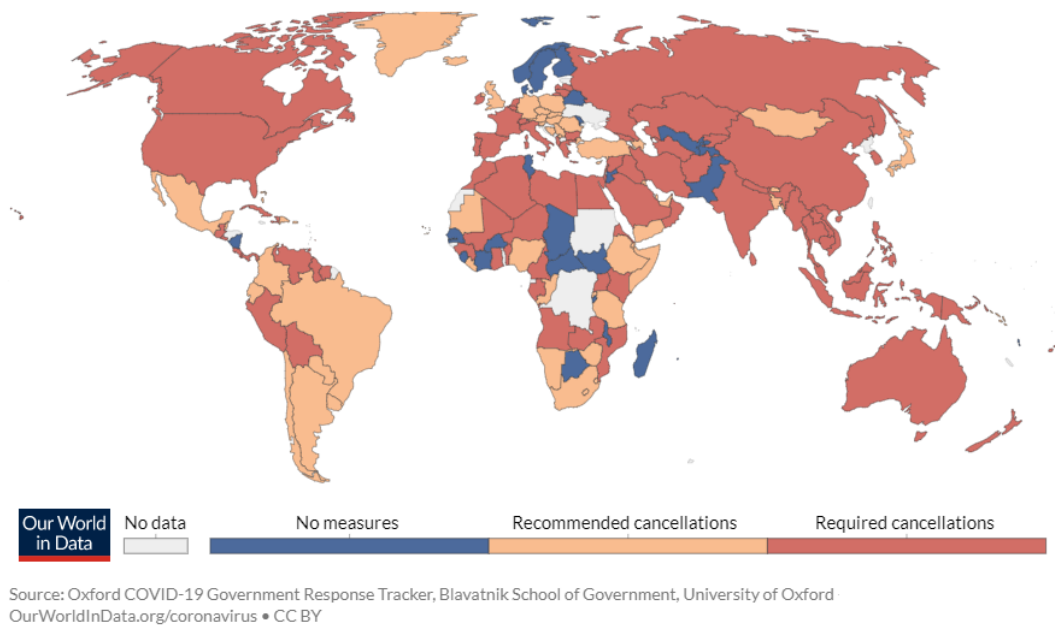 Our World
in Data
No data
No measures
Recommended cancellations
Required cancellations
Source: Oxford COVID-19 Government Response Tracker, Blavatnik School of Government, University of Oxford
OurWorldInData.org/coronavirus • CC BY